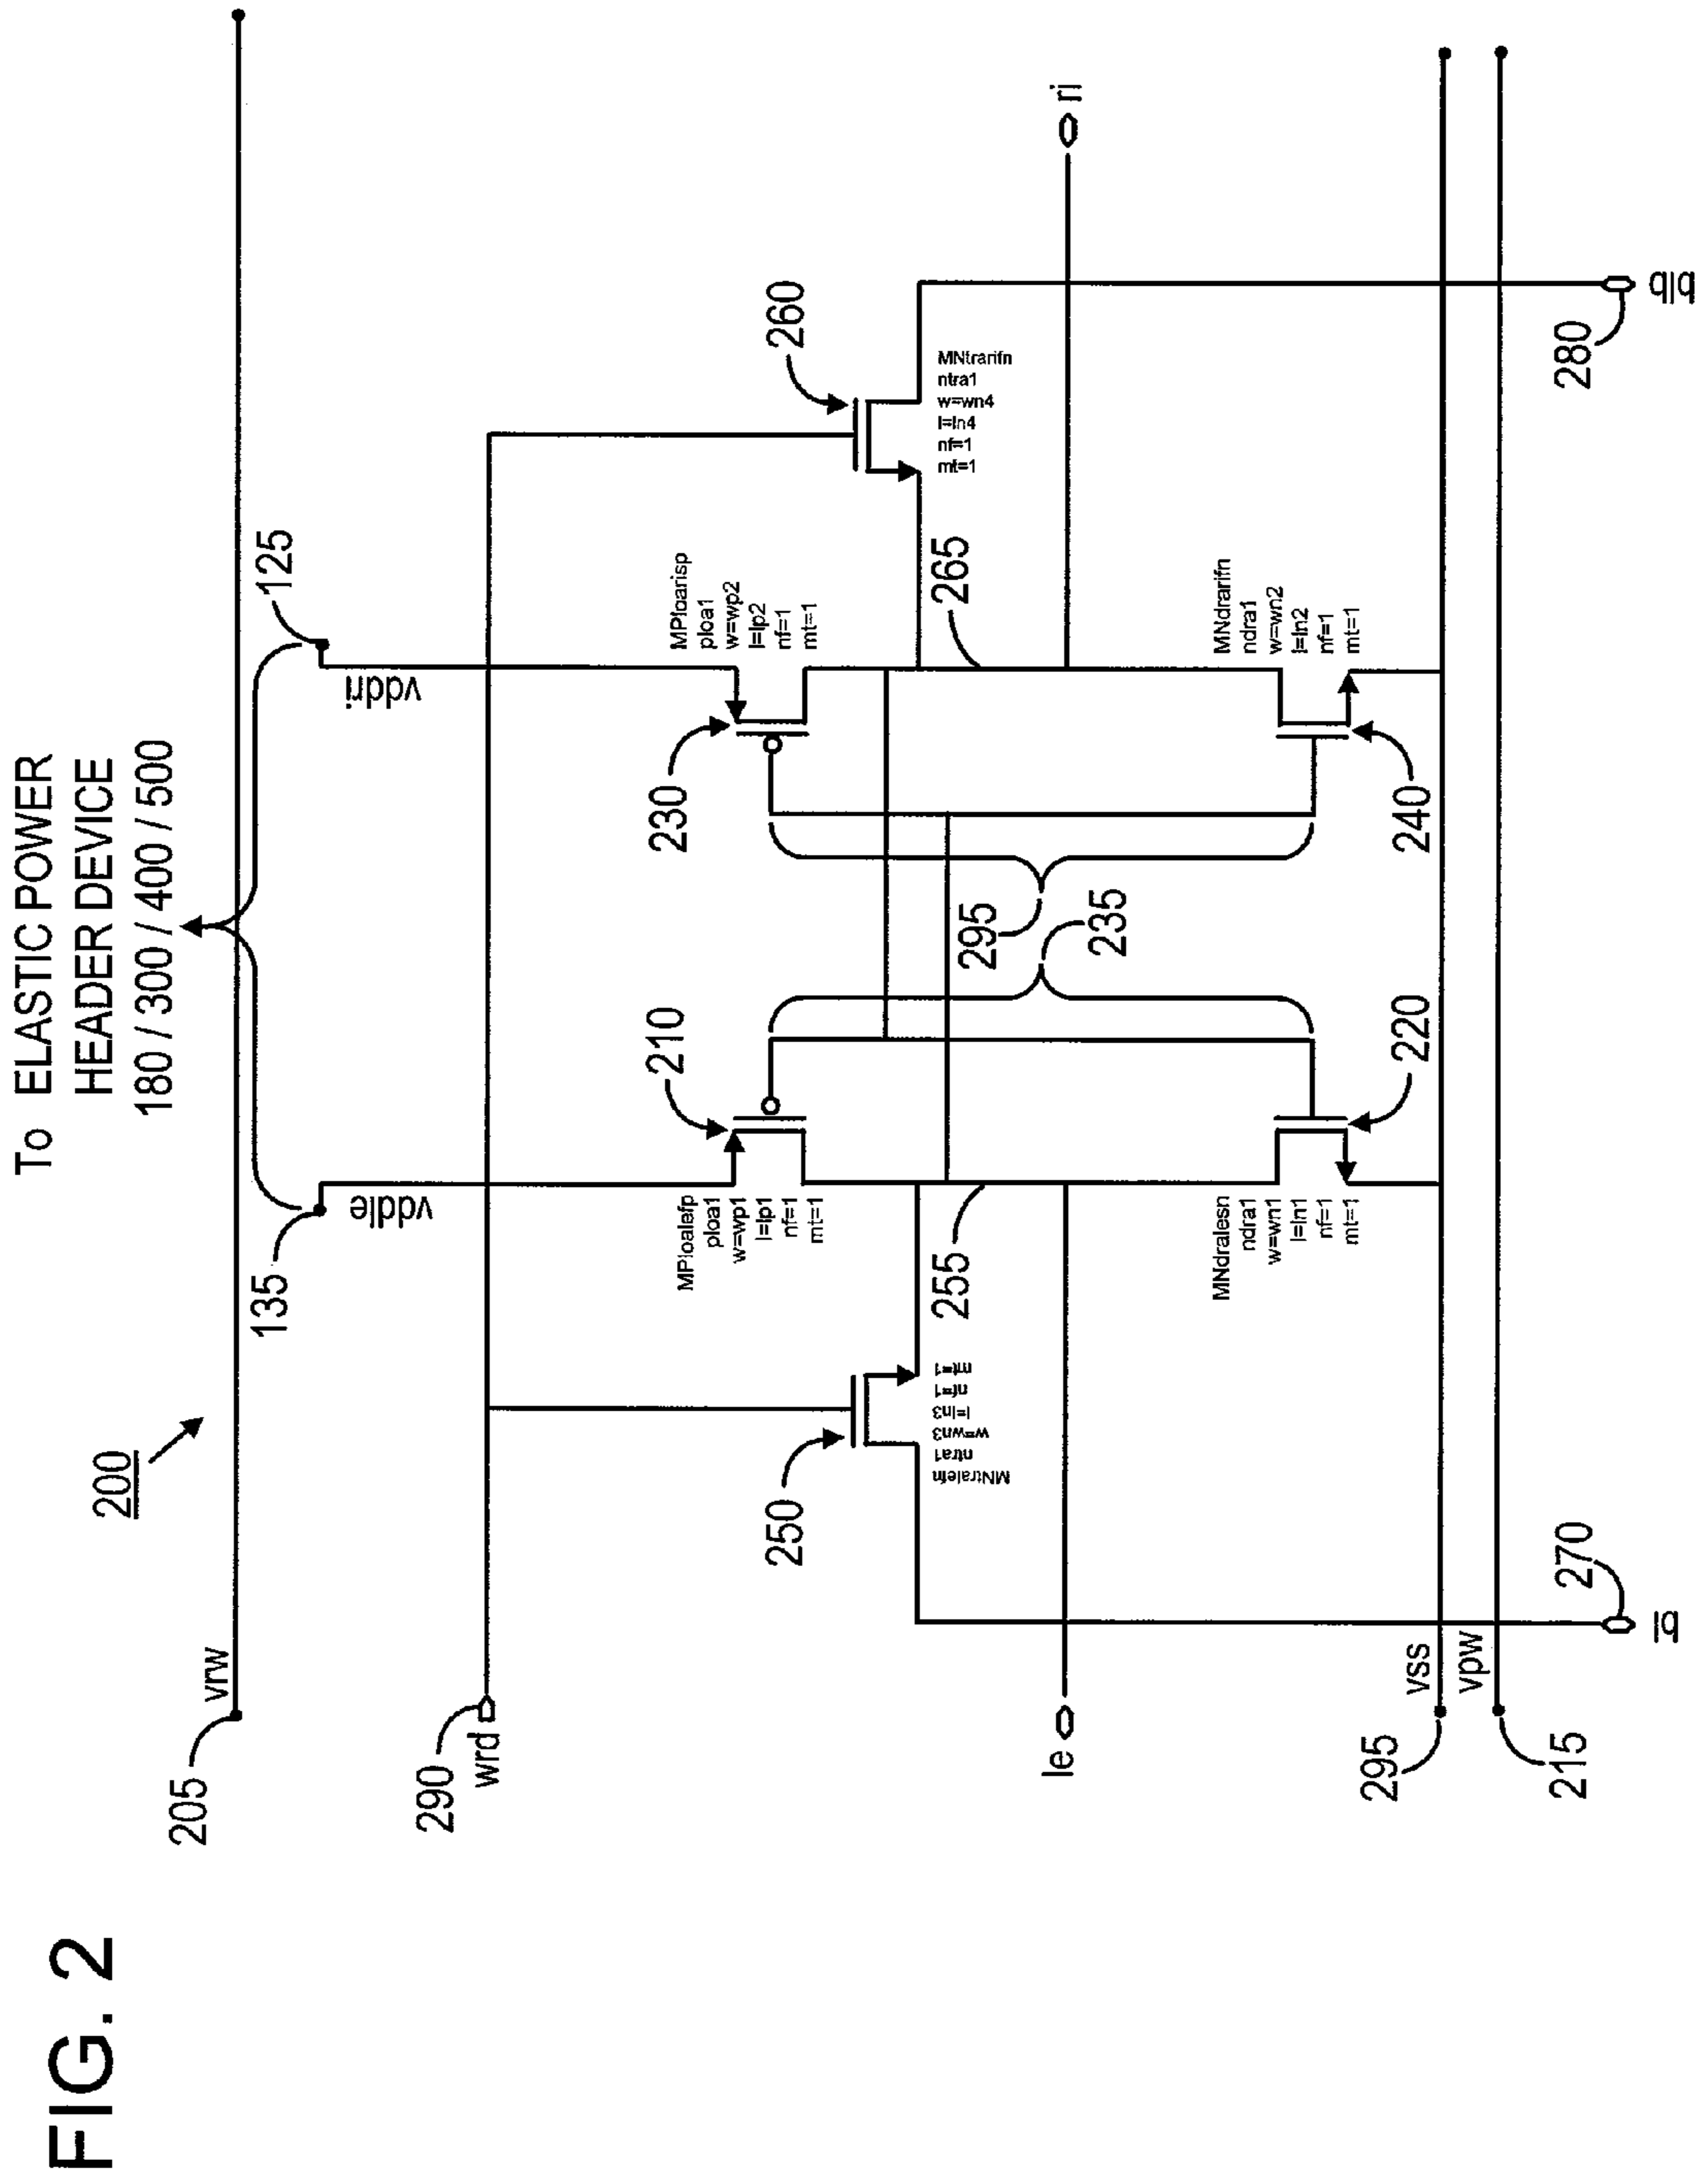 FIG. 2
To ELASTIC POWER
HEADER DEVICE
180 / 300 / 400 / 500
200
205
vrw
135
125
vddle
vddri
290
wrd
210
MPloalefp
ploa1
w=wp1
l=lp1
nf=1
mt=1
230
MPloarisp
ploa1
w=wp2
l=lp2
nf=1
mt=1
250
MNtralefn
ntra1
w=wn3
l=ln3
nf=1
mt=1
260
MNtrarifn
ntra1
w=wn4
l=ln4
nf=1
mt=1
255
265
295
235
le
ri
220
MNdralesn
ndra1
w=wn1
l=ln1
nf=1
mt=1
240
MNdrarifn
ndra1
w=wn2
l=ln2
nf=1
mt=1
295
vss
215
vpw
270
bl
280
blb